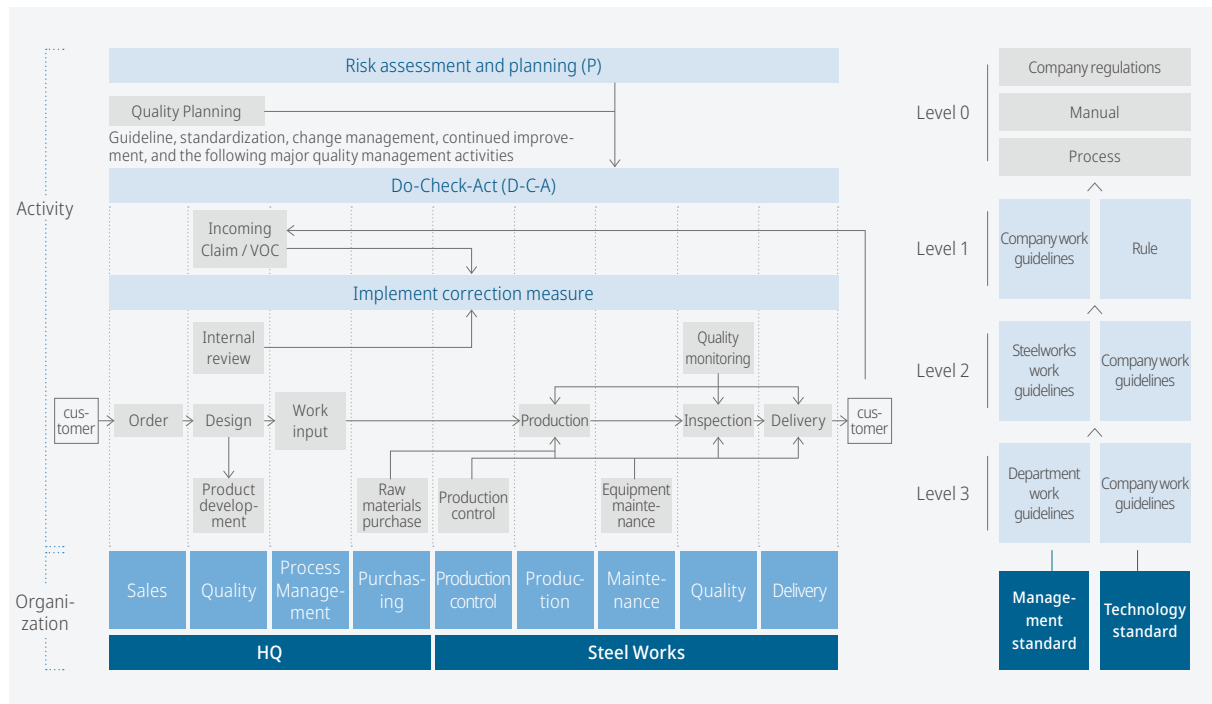 Risk assessment and planning (P)
Quality Planning
Guideline, standardization, change management, continued improve-
ment, and the following major quality management activities
Do-Check-Act (D-C-A)
Activity
Incoming
Claim / VOC
Implement correction measure
Internal
review
Quality
monitoring
cus-
tomer
Order
Design
Work
input
Production
Inspection
Delivery
cus-
tomer
Product
develop-
ment
Raw
materials
purchase
Production
control
Equipment
mainte-
nance
Organi-
zation
Sales
Quality
Process
Manage-
ment
Purchas-
ing
Production
control
Produc-
tion
Mainte-
nance
Quality
Delivery
HQ
Steel Works
Level 0
Company regulations
Manual
Process
Level 1
Company work
guidelines
Rule
Level 2
Steelworks
work
guidelines
Company work
guidelines
Level 3
Department
work
guidelines
Company work
guidelines
Manage-
ment
standard
Technology
standard